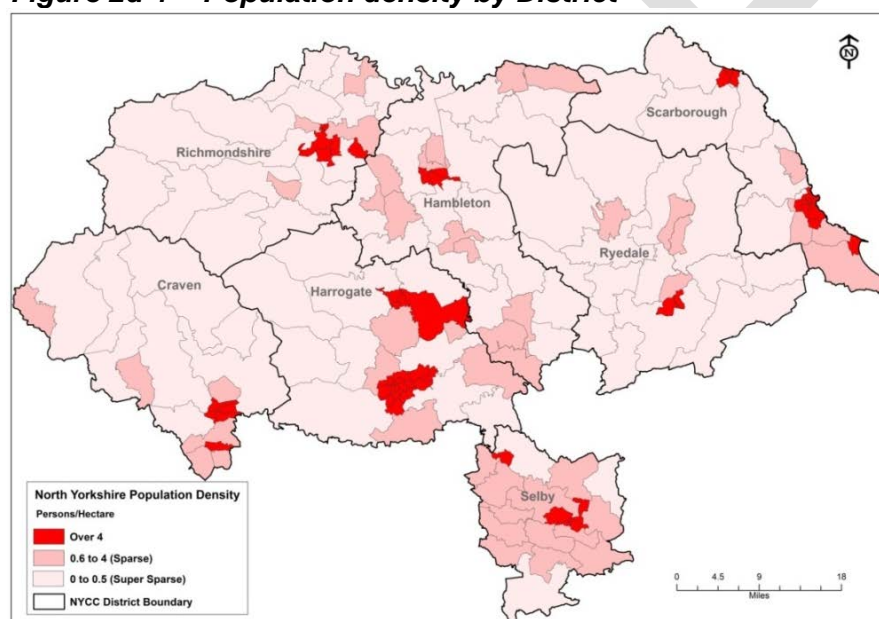 Figure 2a-4 – Population density by District
N
Scarborough
Richmondshire
Hambleton
Ryedale
Craven
Harrogate
Selby
North Yorkshire Population Density
Persons/Hectare
Over 4
0.6 to 4 (Sparse)
0 to 0.5 (Super Sparse)
NYCC District Boundary
0 4.5 9 18
Miles